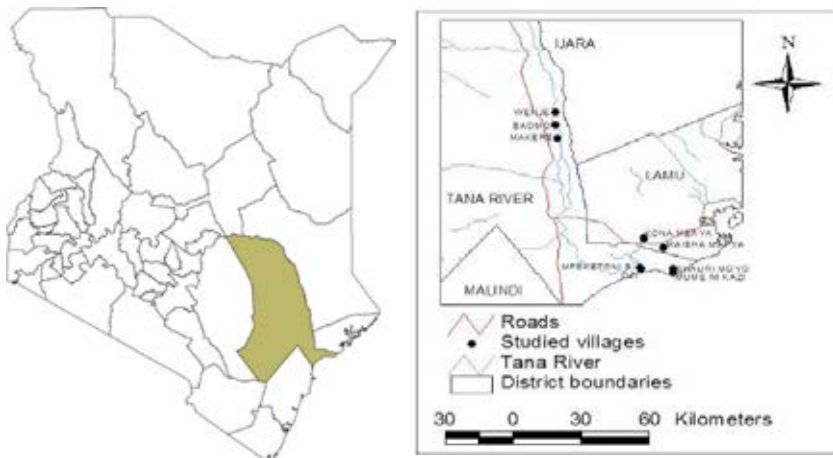 N
IJARA
WENJE
BAOMO
MAKERE
LAMU
TANA RIVER
MALINDI
Roads
Studied villages
Tana River
District boundaries
30 0 30 60 Kilometers